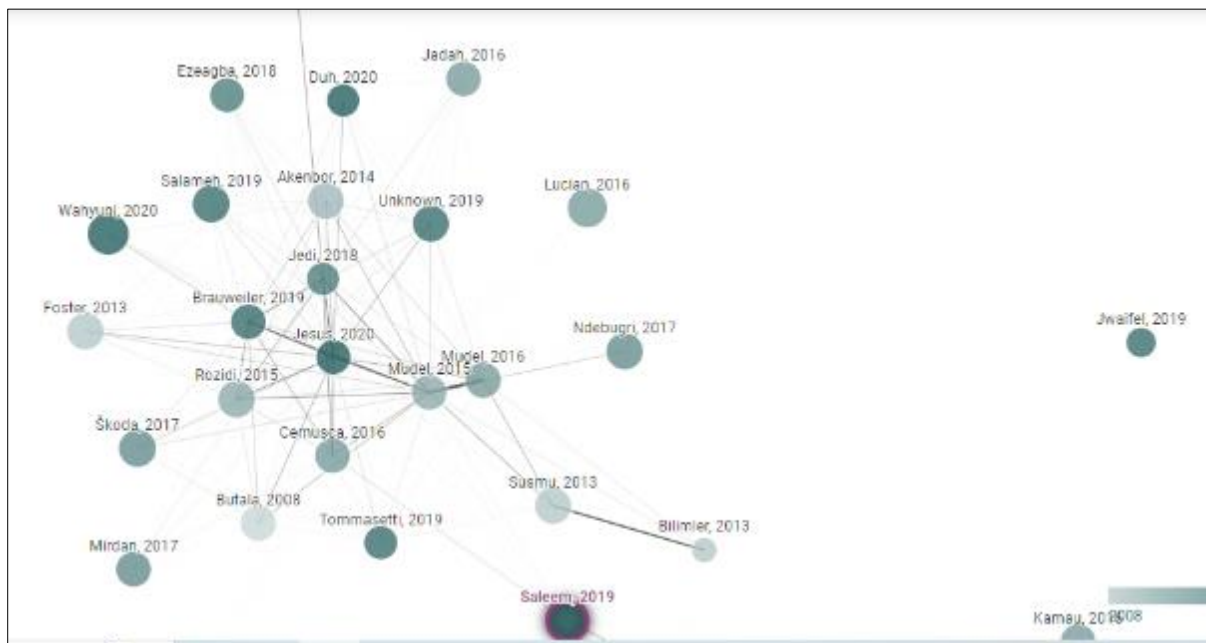 Jadah, 2016
Ezeagba, 2018
Duh, 2020
Salameh, 2019
Akenbor, 2014
Lucian, 2016
Unknown, 2019
Wahyuni, 2020
Jedi, 2018
Brauweiler, 2019
Foster, 2013
Jwaifel, 2019
Jesus, 2020
Ndebugri, 2017
Mudel, 2016
Mudel, 2015
Rozidi, 2015
Škoda, 2017
Cernusca, 2016
Susmu, 2013
Butala, 2008
Tommasetti, 2019
Bilimler, 2013
Mirdan, 2017
Saleem, 2019
2008
Kamau,